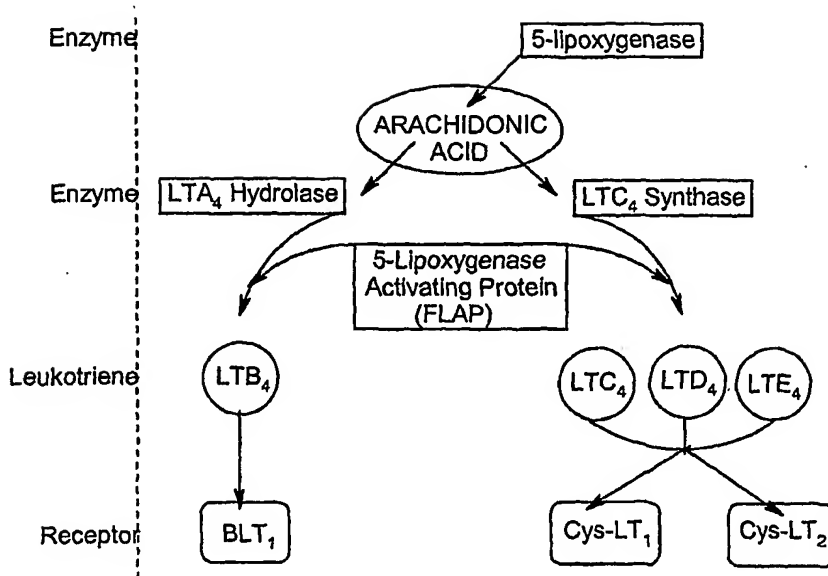 Enzyme
5-lipoxygenase
ARACHIDONIC
ACID
Enzyme
LTA₄ Hydrolase
LTC₄ Synthase
5-Lipoxygenase
Activating Protein
(FLAP)
Leukotriene
LTB₄
LTC₄
LTD₄
LTE₄
Receptor
BLT₁
Cys-LT₁
Cys-LT₂